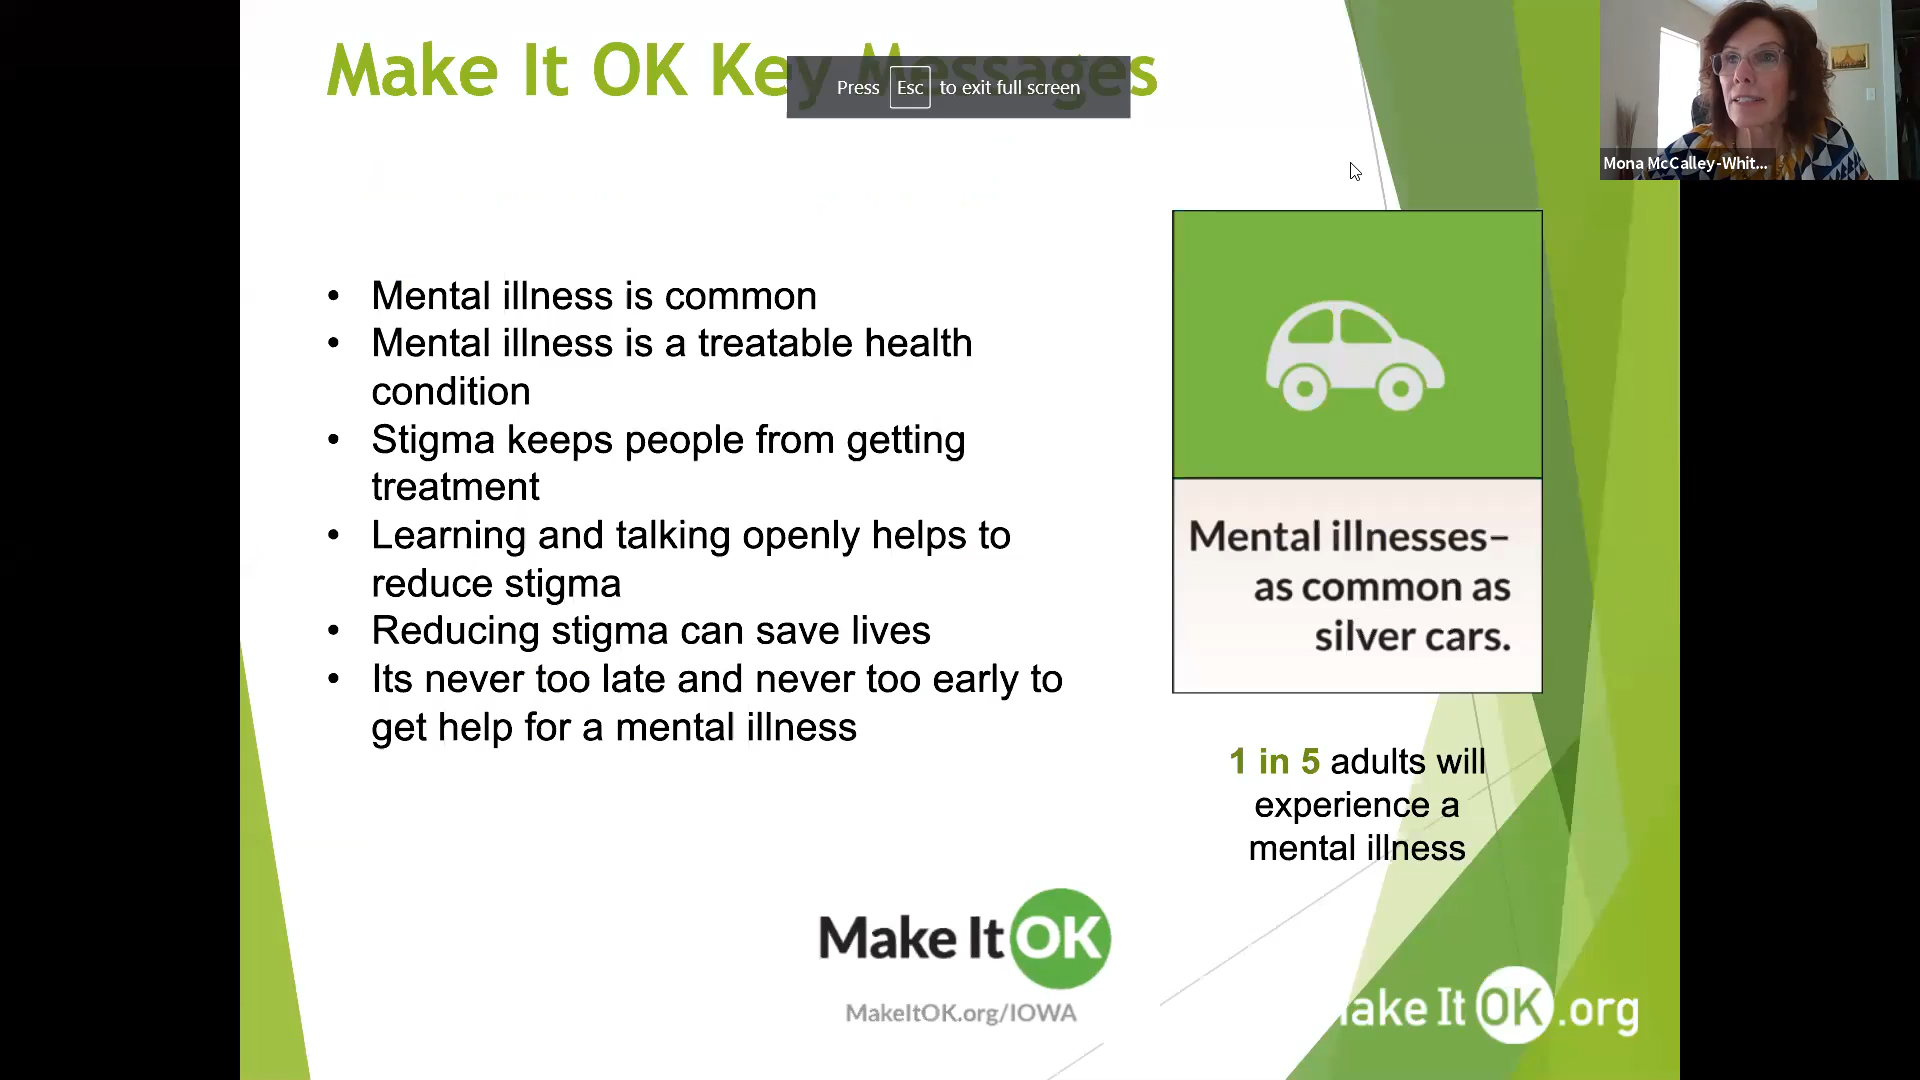 Make It OK Key Messages
Press Esc to exit full screen
Mona McCalley-Whit...
• Mental illness is common
• Mental illness is a treatable health
condition
• Stigma keeps people from getting
treatment
• Learning and talking openly helps to
reduce stigma
• Reducing stigma can save lives
• Its never too late and never too early to
get help for a mental illness
Mental illnesses–
as common as
silver cars.
1 in 5 adults will
experience a
mental illness
Make It OK
MakeItOK.org/IOWA
Make It OK.org